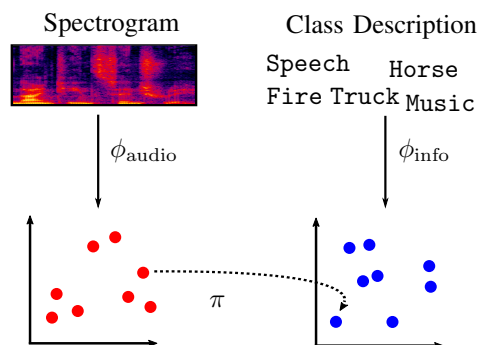 Spectrogram
Class Description
Speech
Horse
Fire Truck
Music
ϕaudio
ϕinfo
π